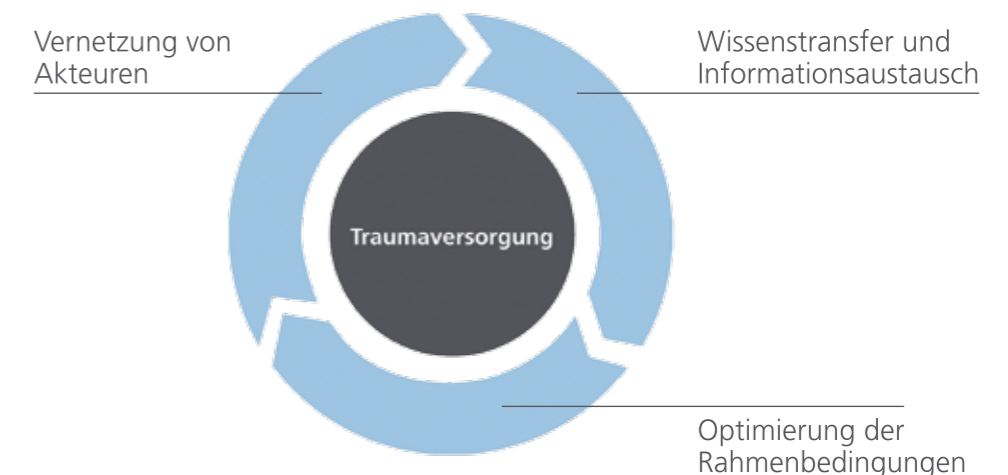 Vernetzung von
Akteuren
Wissenstransfer und
Informationsaustausch
Traumaversorgung
Optimierung der
Rahmenbedingungen